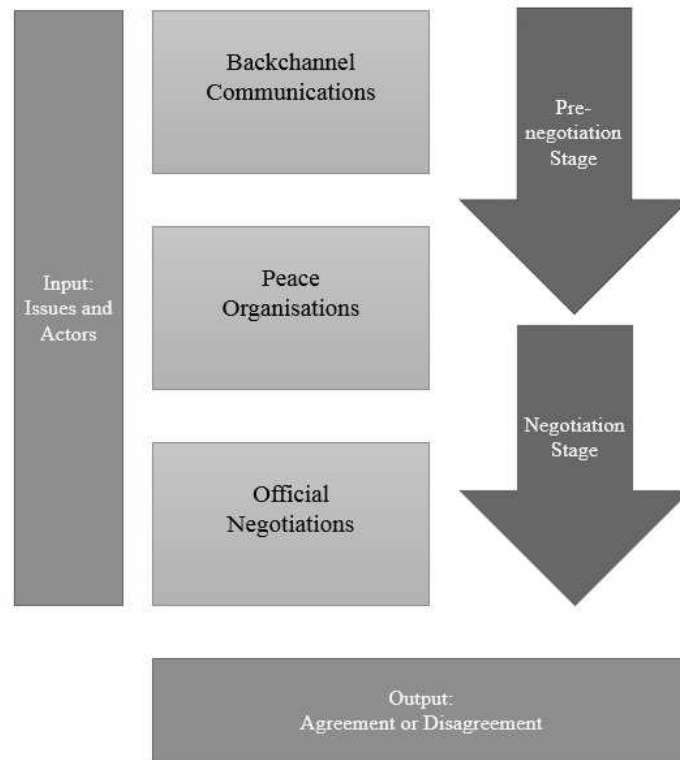 Backchannel
Communications
Pre-
negotiation
Stage
Input:
Issues and
Actors
Peace
Organisations
Negotiation
Stage
Official
Negotiations
Output:
Agreement or Disagreement